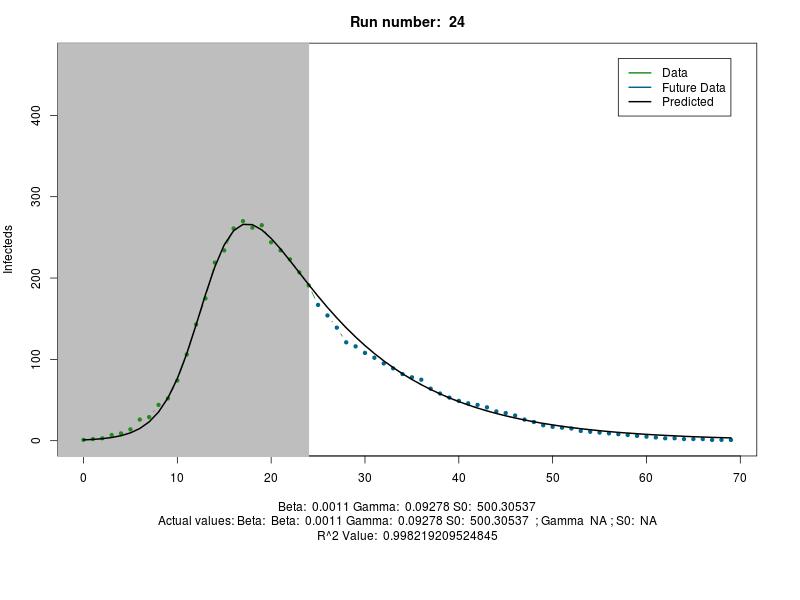 Run number: 24
Data
Future Data
Predicted
Infecteds
400
300
200
100
0
0 10 20 30 40 50 60 70
Beta: 0.0011 Gamma: 0.09278 S0: 500.30537
Actual values: Beta: Beta: 0.0011 Gamma: 0.09278 S0: 500.30537 ; Gamma NA ; S0: NA
R^2 Value: 0.998219209524845